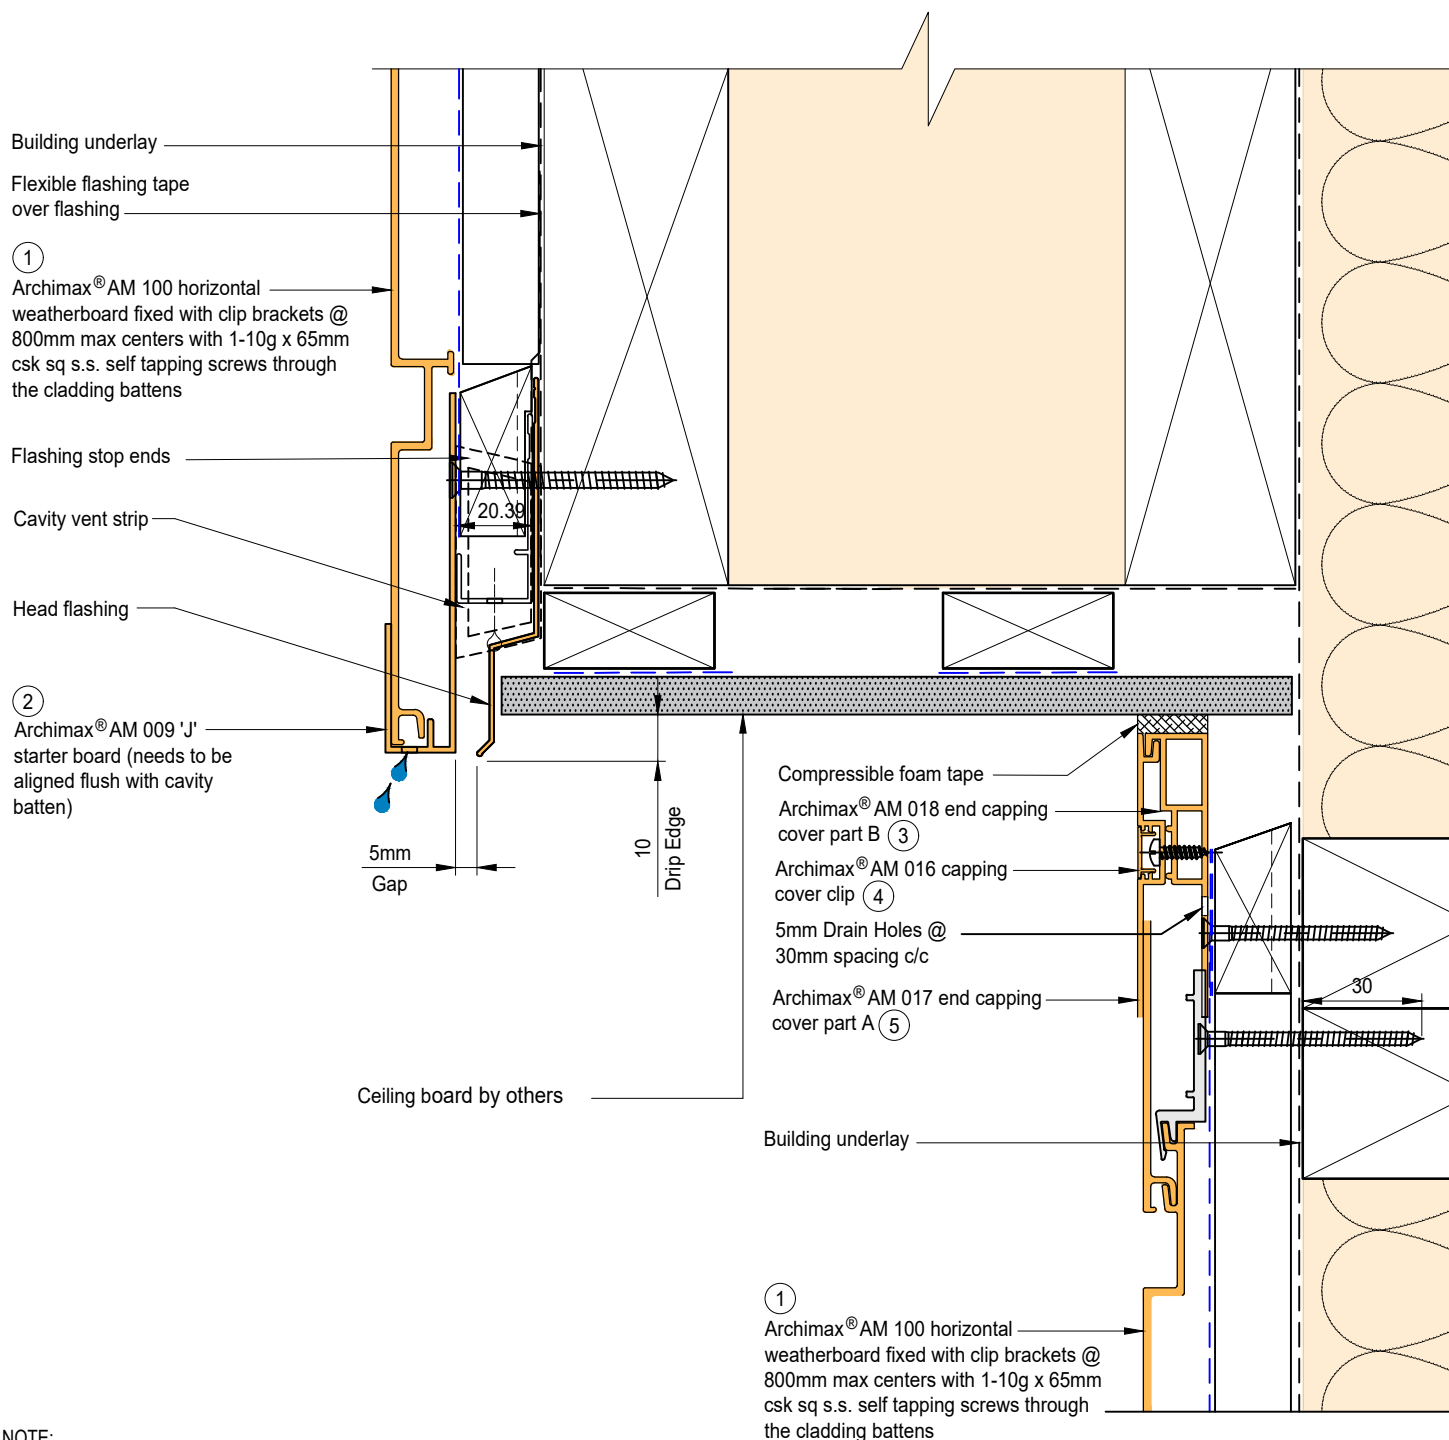 Building underlay
Flexible flashing tape
over flashing
1
Archimax® AM 100 horizontal
weatherboard fixed with clip brackets @
800mm max centers with 1-10g x 65mm
csk sq s.s. self tapping screws through
the cladding battens
Flashing stop ends
20.39
Cavity vent strip
Head flashing
2
Archimax® AM 009 'J'
starter board (needs to be
aligned flush with cavity
batten)
5mm
Gap
10
Drip Edge
Compressible foam tape
Archimax® AM 018 end capping
cover part B 3
Archimax® AM 016 capping
cover clip 4
5mm Drain Holes @
30mm spacing c/c
Archimax® AM 017 end capping
cover part A 5
30
Ceiling board by others
Building underlay
1
Archimax® AM 100 horizontal
weatherboard fixed with clip brackets @
800mm max centers with 1-10g x 65mm
csk sq s.s. self tapping screws through
the cladding battens
NOTE: